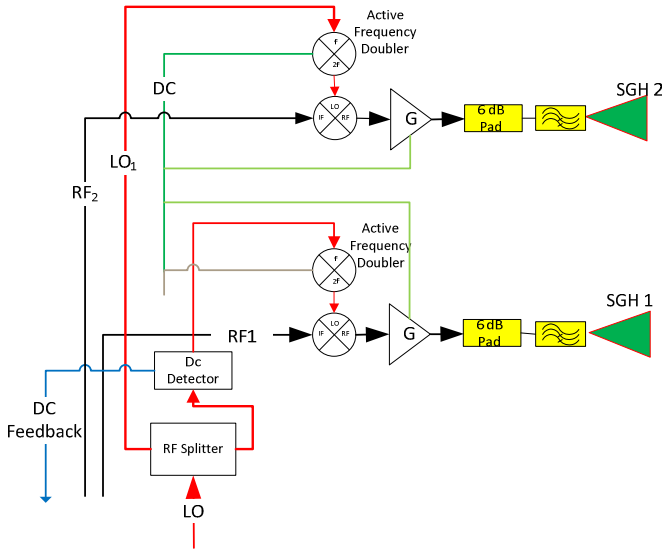 Active
Frequency
Doubler
f
2f
DC
SGH 2
LO
IF
RF
G
6 dB
Pad
LO₁
RF₂
Active
Frequency
Doubler
f
2f
SGH 1
LO
IF
RF
G
6 dB
Pad
RF1
Dc
Detector
DC
Feedback
RF Splitter
LO